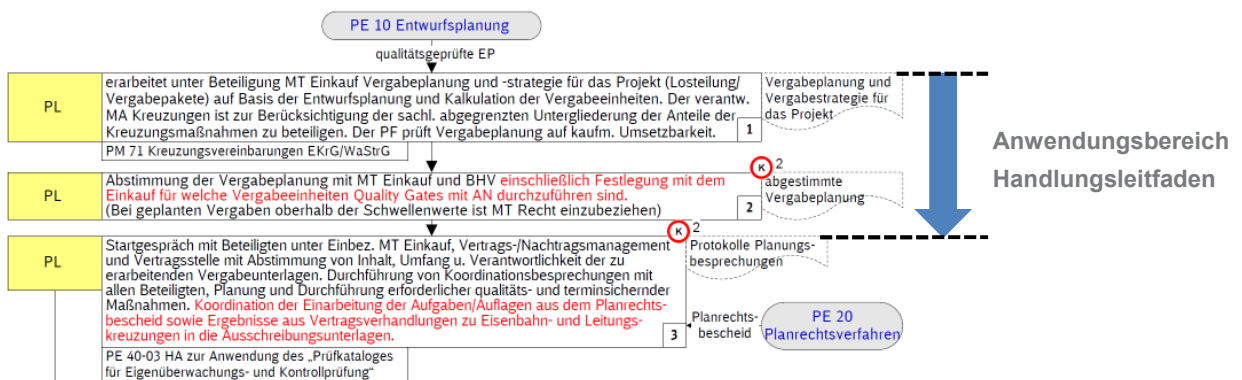 PE 10 Entwurfsplanung
qualitätsgeprüfte EP
PL
erarbeitet unter Beteiligung MT Einkauf Vergabeplanung und -strategie für das Projekt (Losteilung/
Vergabepakete) auf Basis der Entwurfsplanung und Kalkulation der Vergabeeinheiten. Der verantw.
MA Kreuzungen ist zur Berücksichtigung der sachl. abgegrenzten Untergliederung der Anteile der
Kreuzungsmaßnahmen zu beteiligen. Der PF prüft Vergabeplanung auf kaufm. Umsetzbarkeit.
1
Vergabeplanung und
Vergabestrategie für
das Projekt
PM 71 Kreuzungsvereinbarungen EKrG/WaStrG
Anwendungsbereich
Handlungsleitfaden
K 2
PL
Abstimmung der Vergabeplanung mit MT Einkauf und BHV einschließlich Festlegung mit dem
Einkauf für welche Vergabeeinheiten Quality Gates mit AN durchzuführen sind.
(Bei geplanten Vergaben oberhalb der Schwellenwerte ist MT Recht einzubeziehen)
2
abgestimmte
Vergabeplanung
K 2
PL
Startgespräch mit Beteiligten unter Einbez. MT Einkauf, Vertrags-/Nachtragsmanagement
und Vertragsstelle mit Abstimmung von Inhalt, Umfang u. Verantwortlichkeit der zu
erarbeitenden Vergabeunterlagen. Durchführung von Koordinationsbesprechungen mit
allen Beteiligten, Planung und Durchführung erforderlicher qualitäts- und terminsichernder
Maßnahmen. Koordination der Einarbeitung der Aufgaben/Auflagen aus dem Planrechts-
bescheid sowie Ergebnisse aus Vertragsverhandlungen zu Eisenbahn- und Leitungs-
kreuzungen in die Ausschreibungsunterlagen.
3
Protokolle Planungs-
besprechungen
Planrechts-
bescheid
PE 20
Planrechtsverfahren
PE 40-03 HA zur Anwendung des „Prüfkataloges
für Eigenüberwachungs- und Kontrollprüfung"